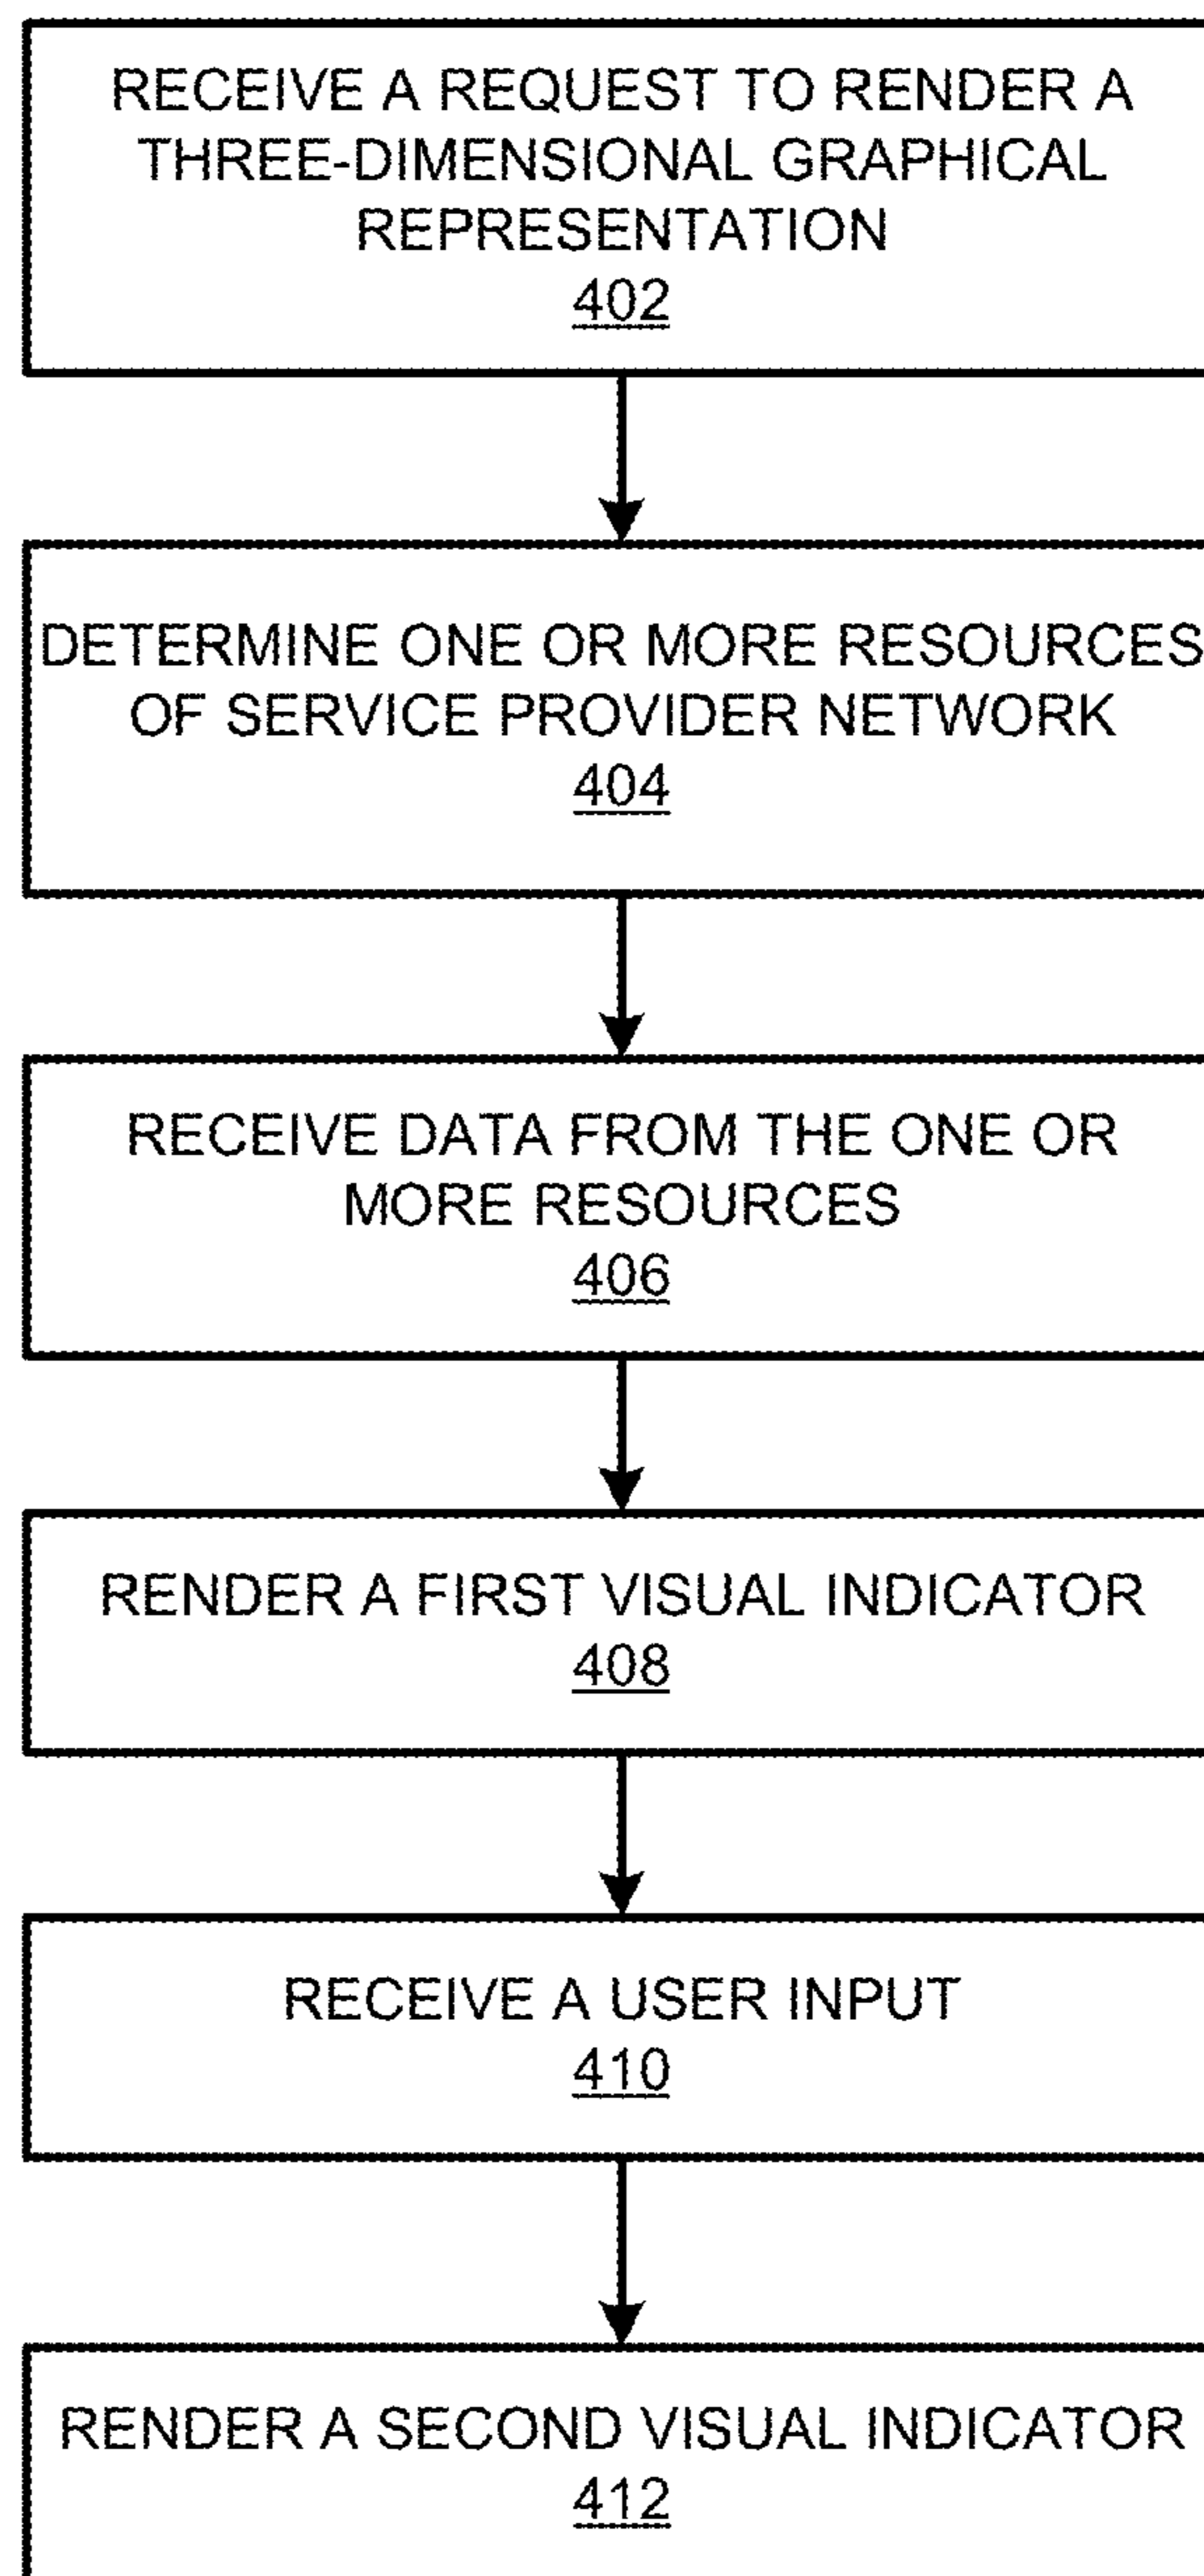 RECEIVE A REQUEST TO RENDER A
THREE-DIMENSIONAL GRAPHICAL
REPRESENTATION
402
DETERMINE ONE OR MORE RESOURCES
OF SERVICE PROVIDER NETWORK
404
RECEIVE DATA FROM THE ONE OR
MORE RESOURCES
406
RENDER A FIRST VISUAL INDICATOR
408
RECEIVE A USER INPUT
410
RENDER A SECOND VISUAL INDICATOR
412